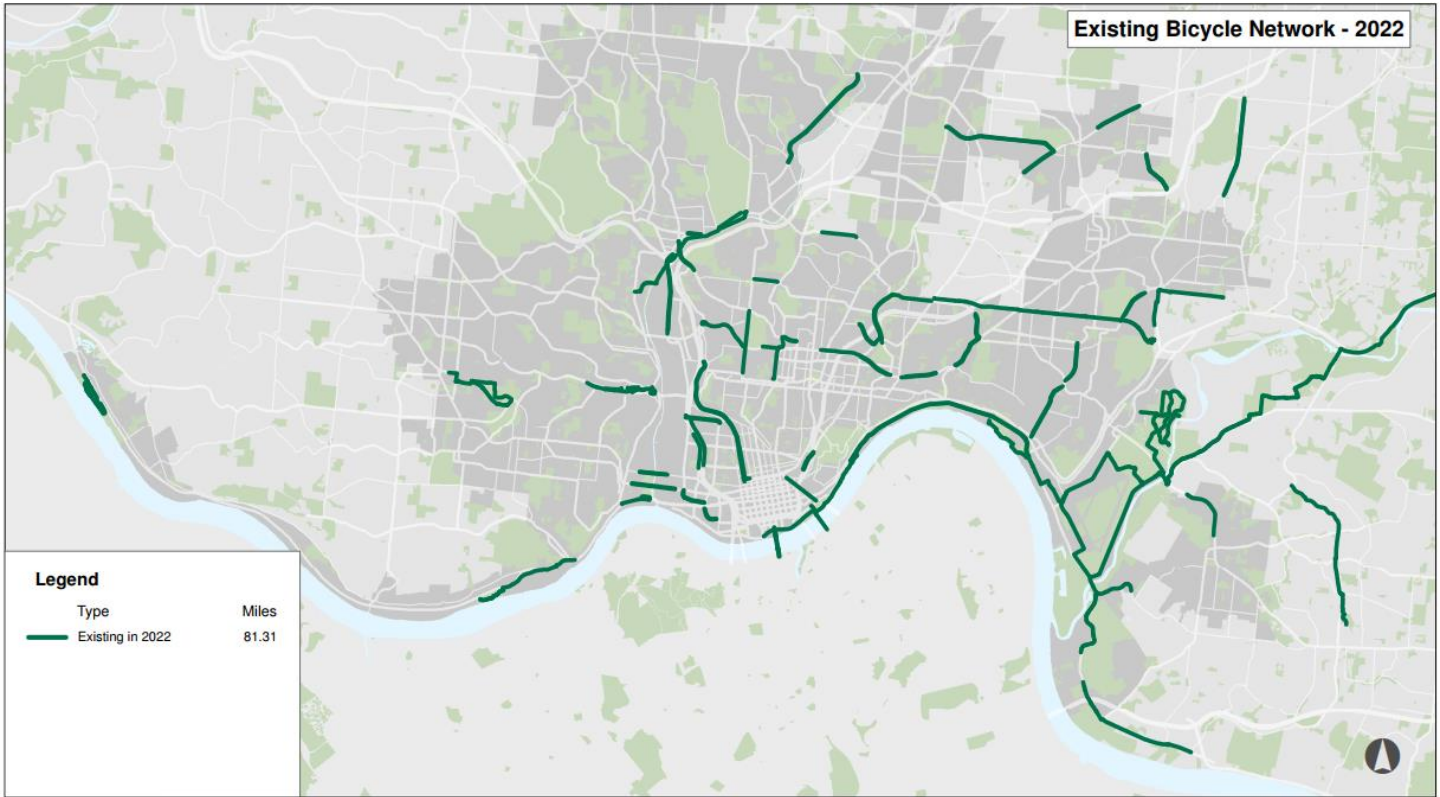 Existing Bicycle Network - 2022
Legend
Type Miles
Existing in 2022 81.31